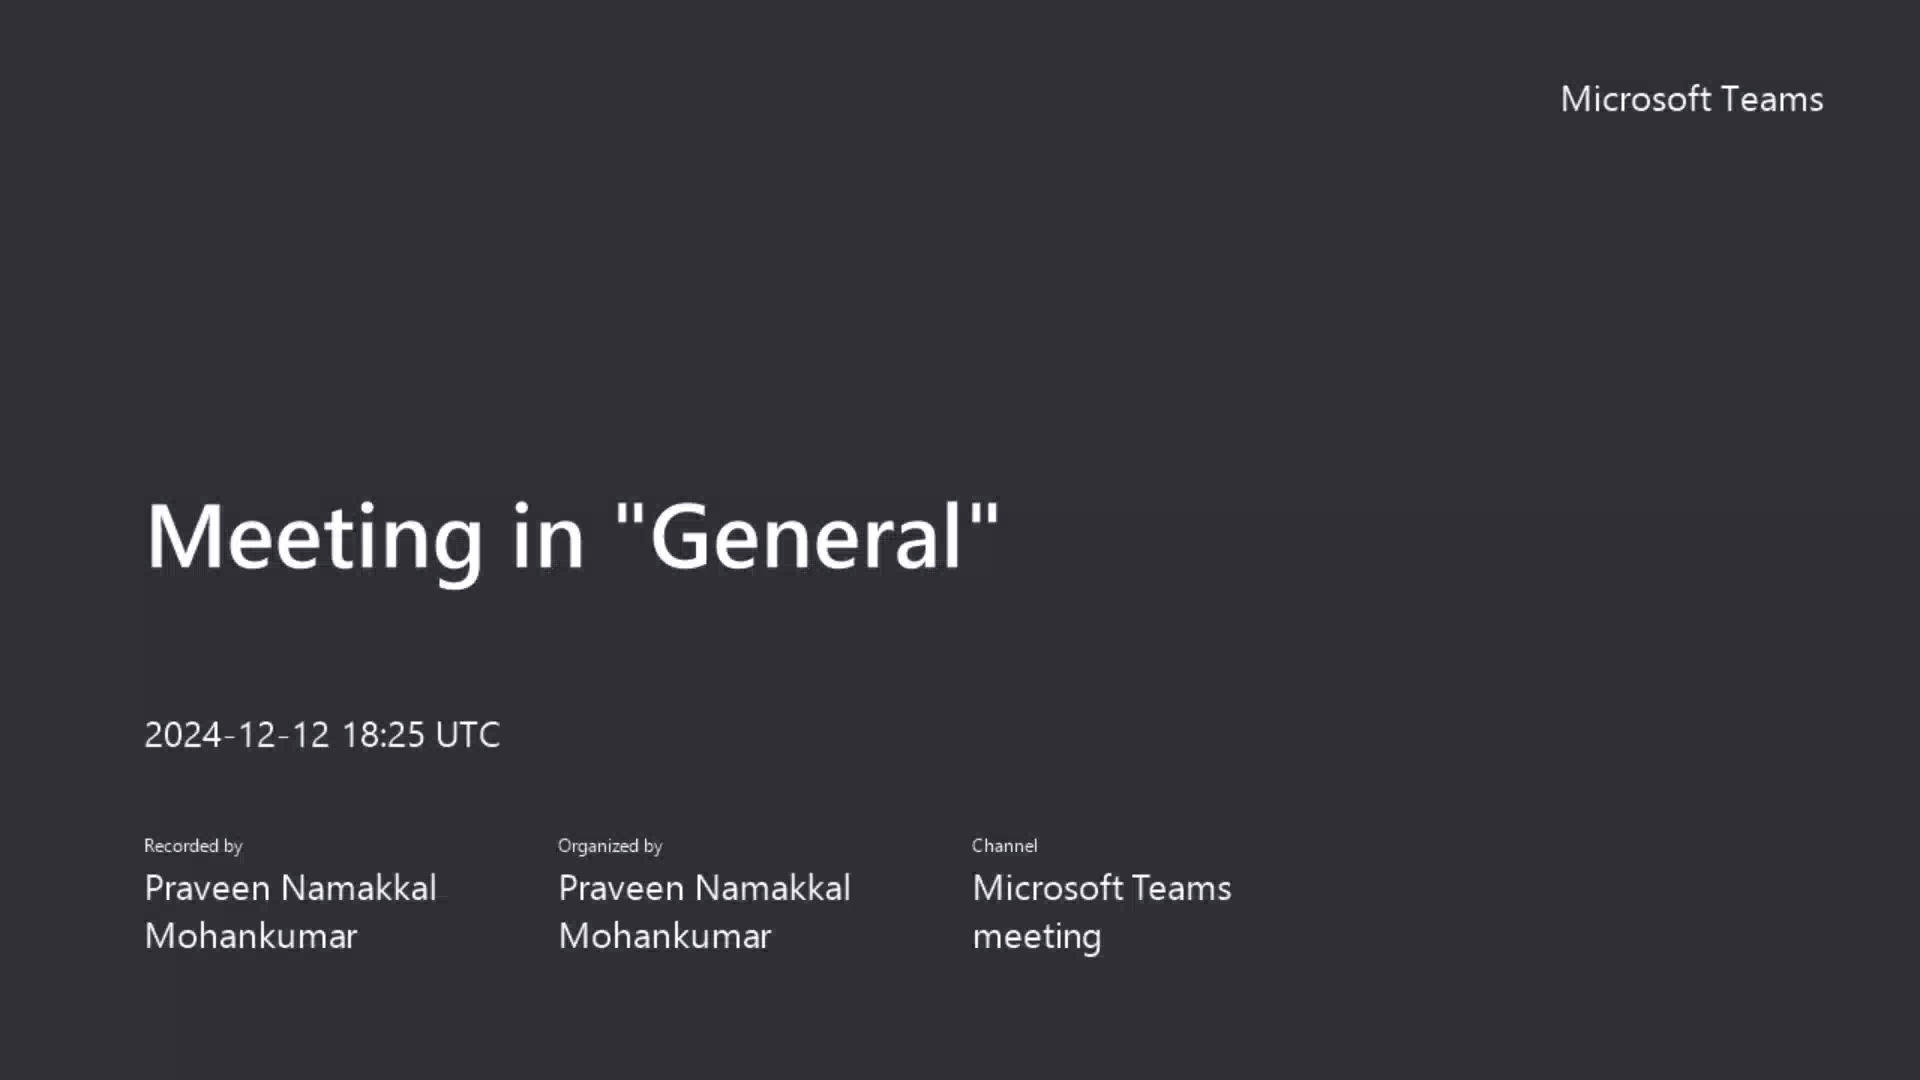 Microsoft Teams
Meeting in "General"
2024-12-12 18:25 UTC
Recorded by
Praveen Namakkal
Mohankumar
Organized by
Praveen Namakkal
Mohankumar
Channel
Microsoft Teams
meeting